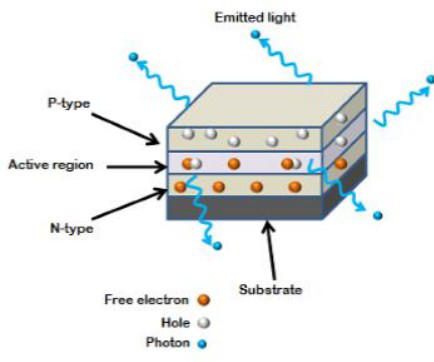 Emitted light
P-type
Active region
N-type
Substrate
Free electron
Hole
Photon